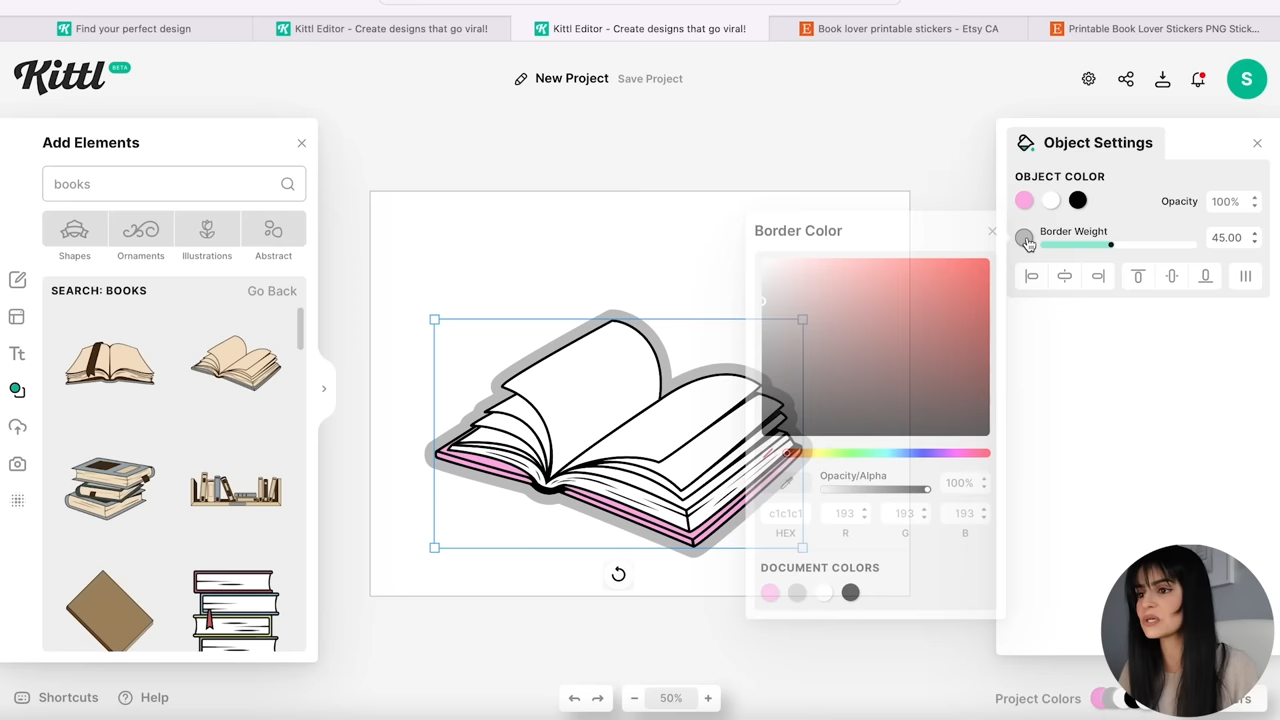 Find your perfect design
Kittl Editor - Create designs that go viral!
Kittl Editor - Create designs that go viral!
Book lover printable stickers - Etsy CA
Printable Book Lover Stickers PNG Stick...
Kittl BETA
New Project Save Project
S
Add Elements
books
Shapes Ornaments Illustrations Abstract
SEARCH: BOOKS Go Back
Border Color
Opacity/Alpha
100%
c1c1c1 193 193 193
HEX R G B
DOCUMENT COLORS
Object Settings
OBJECT COLOR
Opacity 100%
Border Weight
45.00
Shortcuts Help
50%
Project Colors